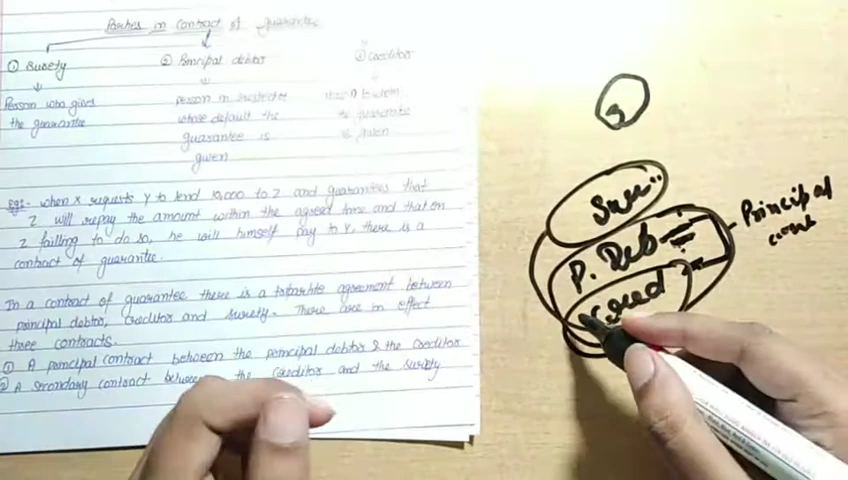 Parties in contract of guarantee
① Surety
② Principal debtor
③ Creditor
Person who gives
the guarantee
person in respect of
whose default the
guarantee is
given
to whom
the guarantee
is given
Eg:- when X requests Y to lend 10,000 to Z and guarantees that
Z will repay the amount within the agreed time and that on
Z failling to do so, he will himself pay to Y, there is a
contract of guarantee.
In a contract of guarantee there is a tripartite agreement between
principal debtor, creditor and surety. There are in effect
three contracts.
① A principal contract between the principal debtor & the creditor
② A secondary contract between the creditor and the surety
S
Sure..
P. Deb
Cred
Principal
cont